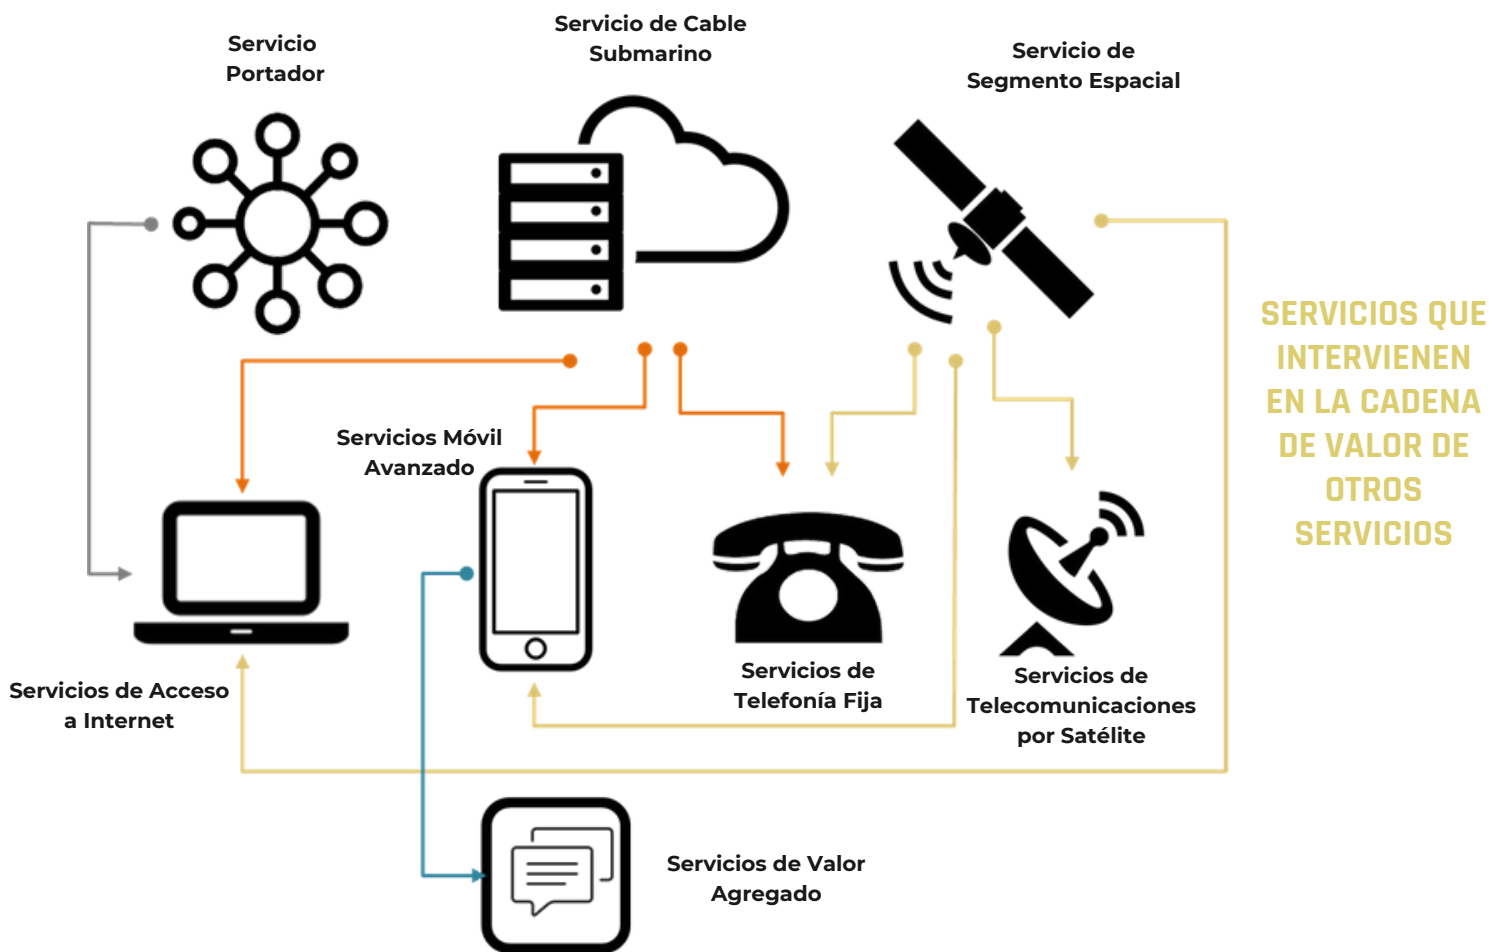 Servicio
Portador
Servicio de Cable
Submarino
Servicio de
Segmento Espacial
SERVICIOS QUE
INTERVIENEN
EN LA CADENA
DE VALOR DE
OTROS
SERVICIOS
Servicios Móvil
Avanzado
Servicios de Acceso
a Internet
Servicios de
Telefonía Fija
Servicios de
Telecomunicaciones
por Satélite
Servicios de Valor
Agregado